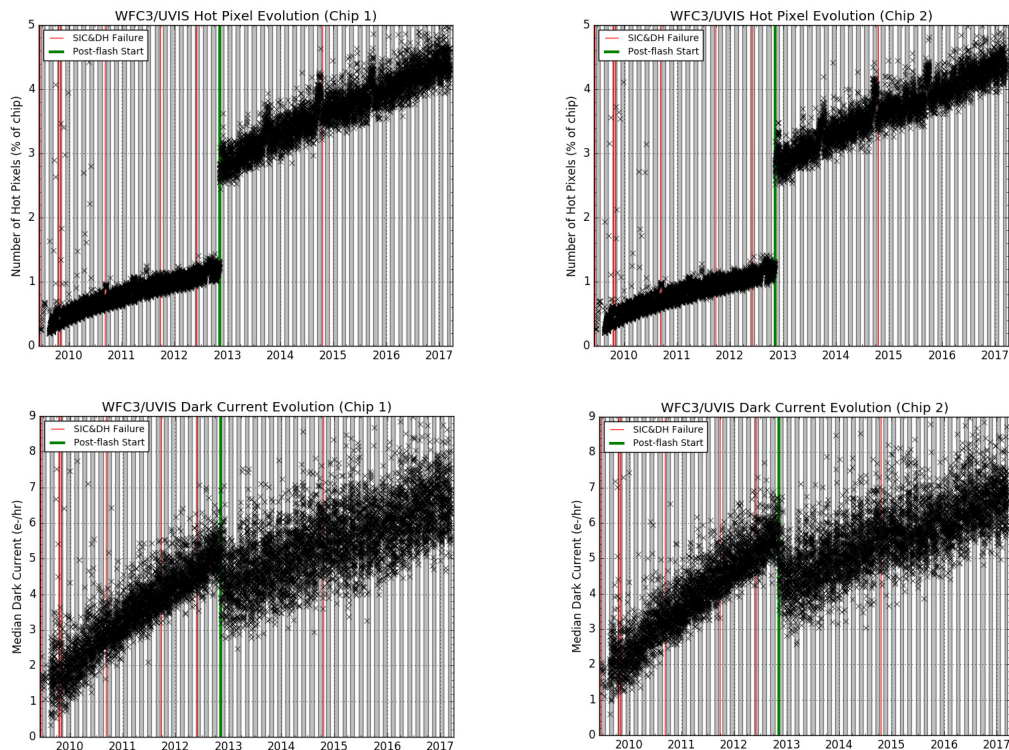 WFC3/UVIS Hot Pixel Evolution (Chip 1)
SIC&DH Failure
Post-flash Start
Number of Hot Pixels (% of chip)
5
4
3
2
1
0
2010 2011 2012 2013 2014 2015 2016 2017
WFC3/UVIS Hot Pixel Evolution (Chip 2)
SIC&DH Failure
Post-flash Start
Number of Hot Pixels (% of chip)
5
4
3
2
1
0
2010 2011 2012 2013 2014 2015 2016 2017
WFC3/UVIS Dark Current Evolution (Chip 1)
SIC&DH Failure
Post-flash Start
Median Dark Current (e-/hr)
9
8
7
6
5
4
3
2
1
0
2010 2011 2012 2013 2014 2015 2016 2017
WFC3/UVIS Dark Current Evolution (Chip 2)
SIC&DH Failure
Post-flash Start
Median Dark Current (e-/hr)
9
8
7
6
5
4
3
2
1
0
2010 2011 2012 2013 2014 2015 2016 2017